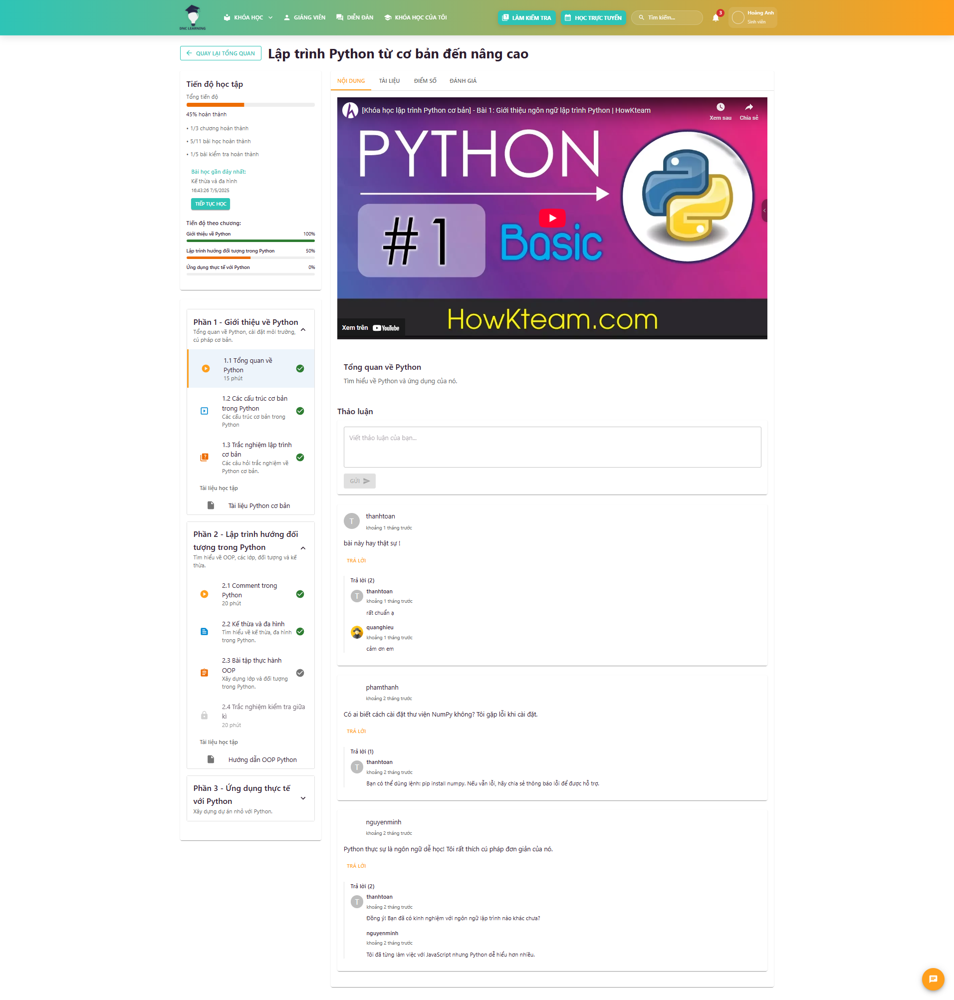 DNC LEARNING
KHÓA HỌC
GIẢNG VIÊN
DIỄN ĐÀN
KHÓA HỌC CỦA TÔI
LÀM KIỂM TRA
HỌC TRỰC TUYẾN
Tìm kiếm...
3
Hoàng Anh
Sinh viên
QUAY LẠI TỔNG QUAN
Lập trình Python từ cơ bản đến nâng cao
Tiến độ học tập
Tổng tiến độ
45% hoàn thành
• 1/3 chương hoàn thành
• 5/11 bài học hoàn thành
• 1/5 bài kiểm tra hoàn thành
Bài học gần đây nhất:
Kế thừa và đa hình
16:43:26 7/5/2025
TIẾP TỤC HỌC
Tiến độ theo chương:
Giới thiệu về Python 100%
Lập trình hướng đối tượng trong Python 50%
Ứng dụng thực tế với Python 0%
Phần 1 - Giới thiệu về Python
Tổng quan về Python, cài đặt môi trường,
cú pháp cơ bản.
1.1 Tổng quan về
Python
15 phút
1.2 Các cấu trúc cơ bản
trong Python
Các cấu trúc cơ bản trong
Python
1.3 Trắc nghiệm lập trình
cơ bản
Các câu hỏi trắc nghiệm về
Python cơ bản.
Tài liệu học tập
Tài liệu Python cơ bản
Phần 2 - Lập trình hướng đối
tượng trong Python
Tìm hiểu về OOP, các lớp, đối tượng và kế
thừa.
2.1 Comment trong
Python
20 phút
2.2 Kế thừa và đa hình
Tìm hiểu về kế thừa, đa hình
trong Python.
2.3 Bài tập thực hành
OOP
Xây dựng lớp và đối tượng
trong Python.
2.4 Trắc nghiệm kiểm tra giữa
kì
20 phút
Tài liệu học tập
Hướng dẫn OOP Python
Phần 3 - Ứng dụng thực tế
với Python
Xây dựng dự án nhỏ với Python.
NỘI DUNG
TÀI LIỆU
ĐIỂM SỐ
ĐÁNH GIÁ
[Khóa học lập trình Python cơ bản] - Bài 1: Giới thiệu ngôn ngữ lập trình Python | HowKteam
Xem sau
Chia sẻ
PYTHON
#1
Basic
HowKteam.com
Xem trên YouTube
Tổng quan về Python
Tìm hiểu về Python và ứng dụng của nó.
Thảo luận
Viết thảo luận của bạn...
GỬI
T
thanhtoan
khoảng 1 tháng trước
bài này hay thật sự !
TRẢ LỜI
Trả lời (2)
T
thanhtoan
khoảng 1 tháng trước
rất chuẩn ạ
quanghieu
khoảng 1 tháng trước
cảm ơn em
phamthanh
khoảng 2 tháng trước
Có ai biết cách cài đặt thư viện NumPy không? Tôi gặp lỗi khi cài đặt.
TRẢ LỜI
Trả lời (1)
T
thanhtoan
khoảng 2 tháng trước
Bạn có thể dùng lệnh: pip install numpy. Nếu vẫn lỗi, hãy chia sẻ thông báo lỗi để được hỗ trợ.
nguyenminh
khoảng 2 tháng trước
Python thực sự là ngôn ngữ dễ học! Tôi rất thích cú pháp đơn giản của nó.
TRẢ LỜI
Trả lời (2)
T
thanhtoan
khoảng 2 tháng trước
Đồng ý! Bạn đã có kinh nghiệm với ngôn ngữ lập trình nào khác chưa?
nguyenminh
khoảng 2 tháng trước
Tôi đã từng làm việc với JavaScript nhưng Python dễ hiểu hơn nhiều.